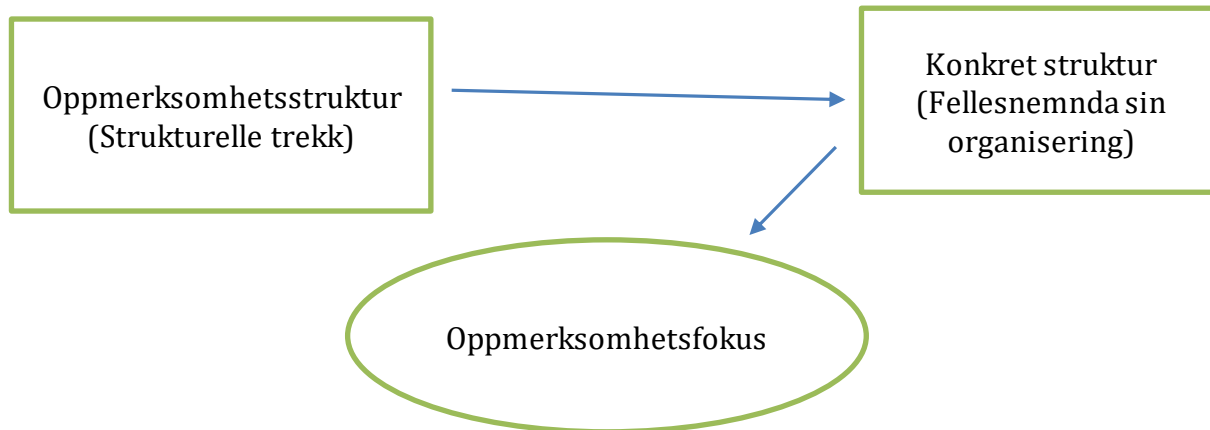 Oppmerksomhetsstruktur
(Strukturelle trekk)
Konkret struktur
(Fellesnemnda sin
organisering)
Oppmerksomhetsfokus